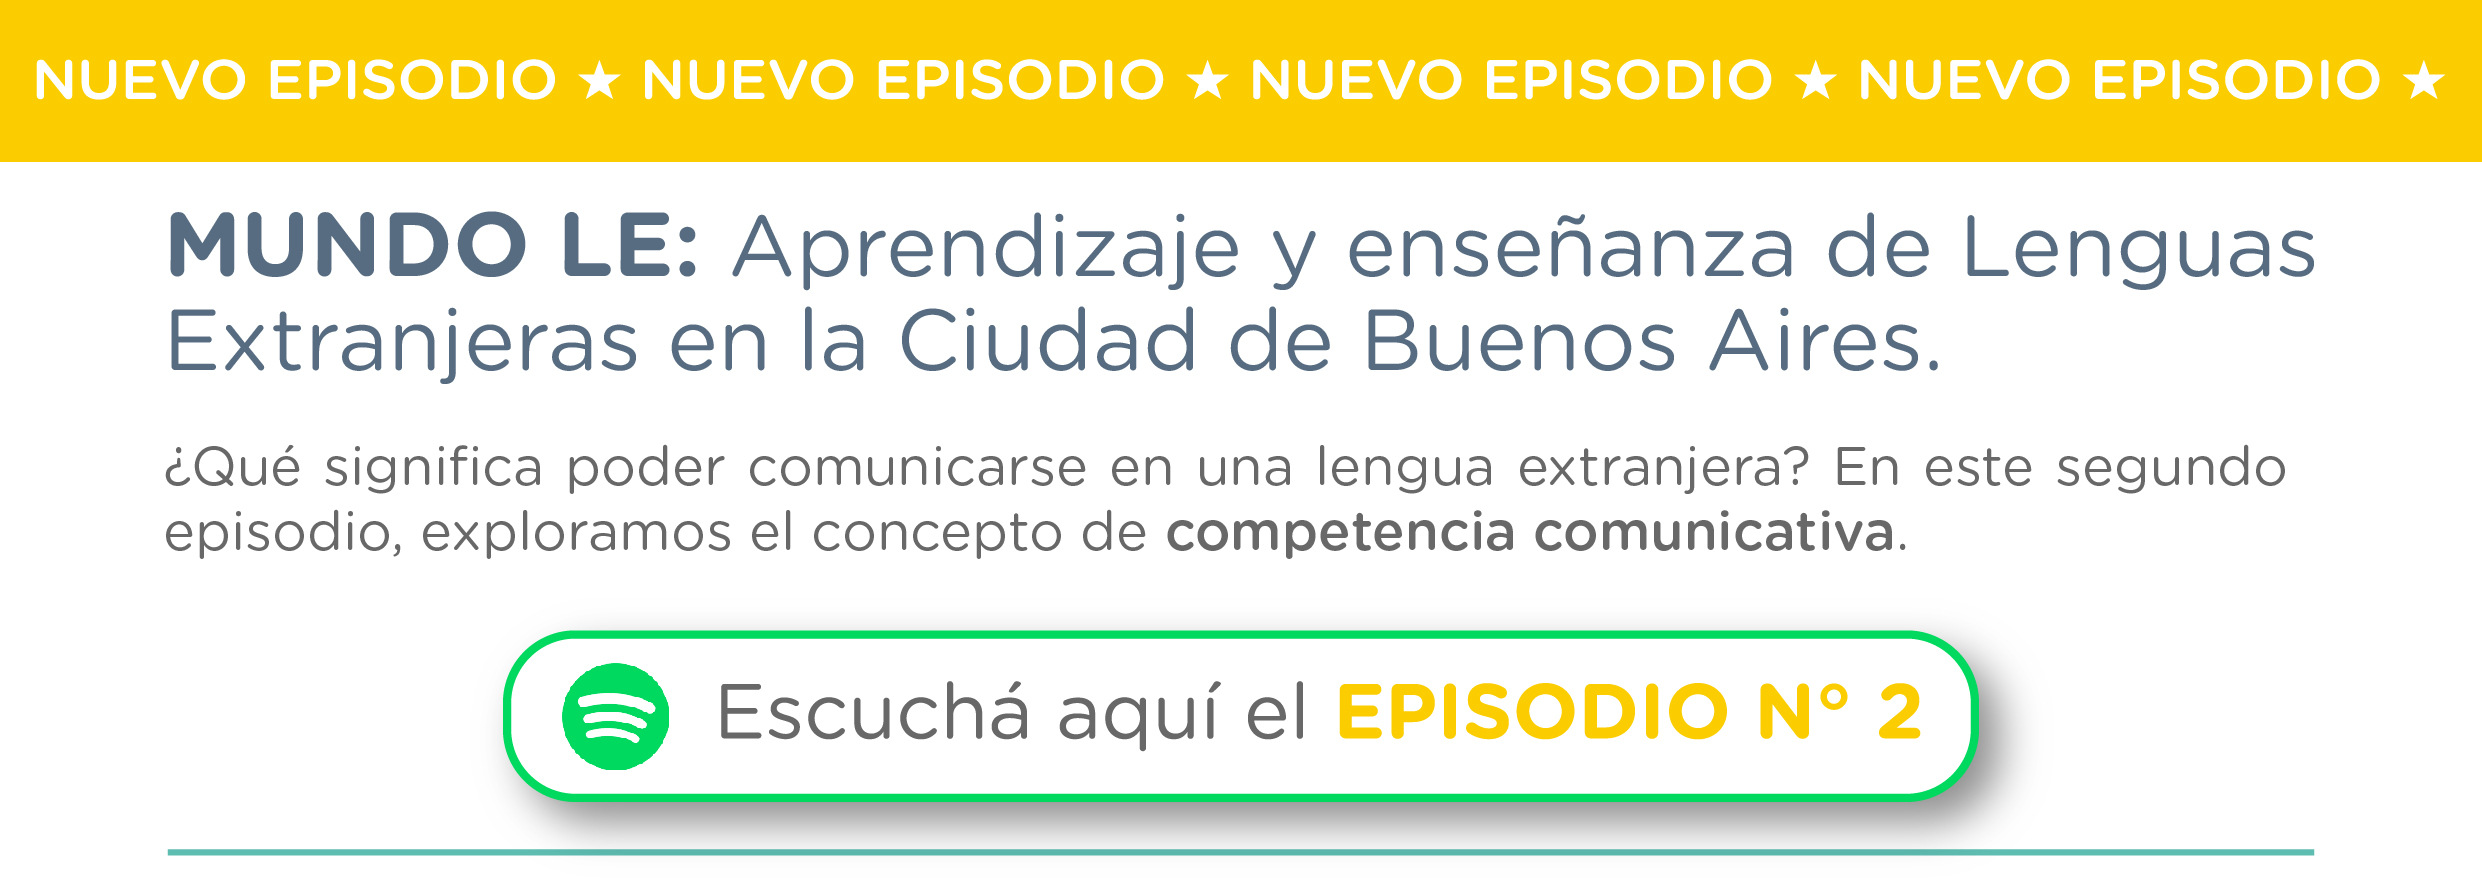 NUEVO EPISODIO ★ NUEVO EPISODIO ★ NUEVO EPISODIO ★ NUEVO EPISODIO ★
MUNDO LE: Aprendizaje y enseñanza de Lenguas
Extranjeras en la Ciudad de Buenos Aires.
¿Qué significa poder comunicarse en una lengua extranjera? En este segundo
episodio, exploramos el concepto de competencia comunicativa.
Escuchá aquí el EPISODIO N° 2